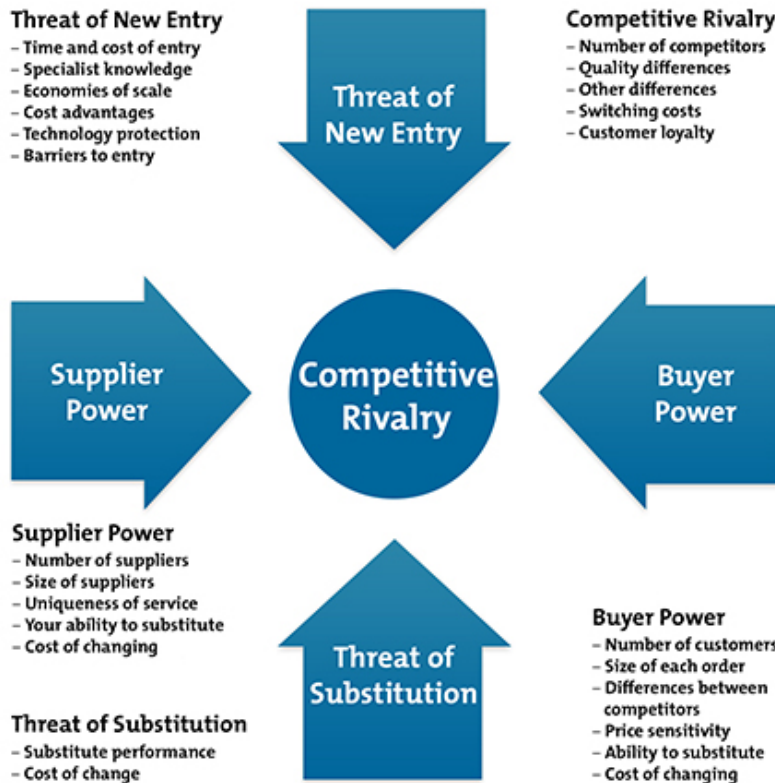 Threat of New Entry
– Time and cost of entry
– Specialist knowledge
– Economies of scale
– Cost advantages
– Technology protection
– Barriers to entry
Threat of
New Entry
Competitive Rivalry
– Number of competitors
– Quality differences
– Other differences
– Switching costs
– Customer loyalty
Supplier
Power
Competitive
Rivalry
Buyer
Power
Supplier Power
– Number of suppliers
– Size of suppliers
– Uniqueness of service
– Your ability to substitute
– Cost of changing
Threat of Substitution
– Substitute performance
– Cost of change
Threat of
Substitution
Buyer Power
– Number of customers
– Size of each order
– Differences between
competitors
– Price sensitivity
– Ability to substitute
– Cost of changing